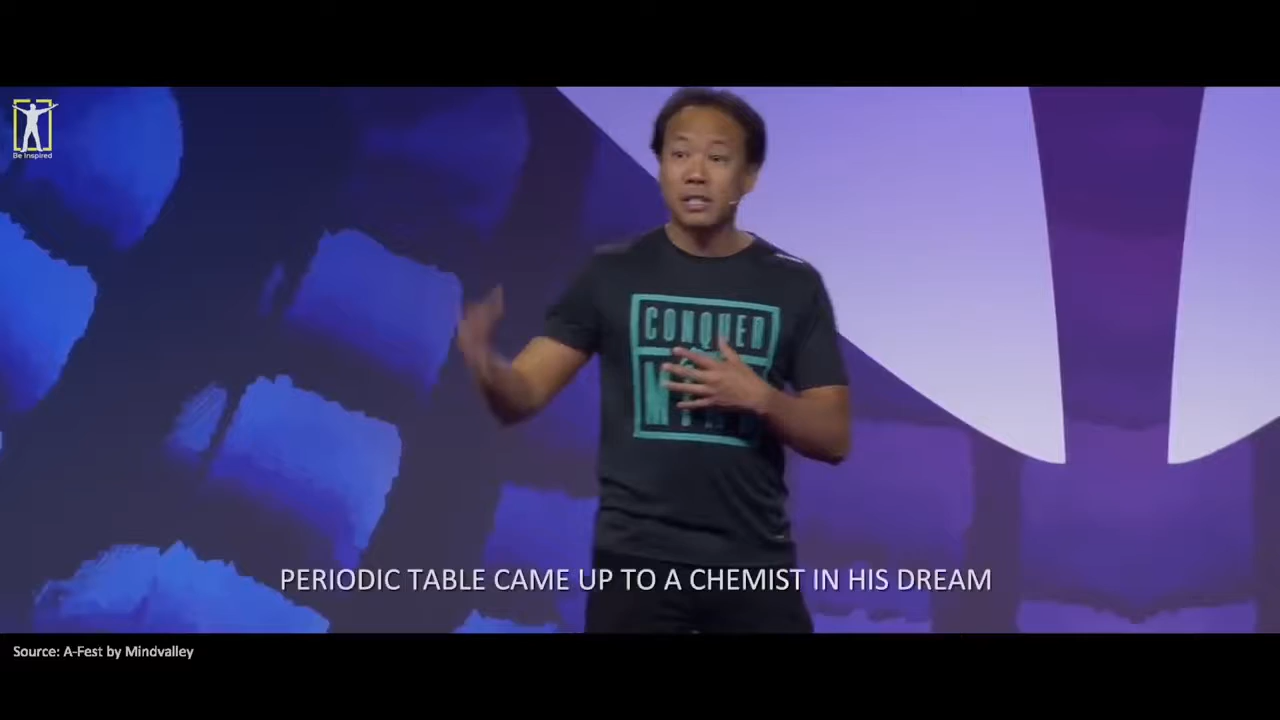 Be Inspired
CONQUER
PERIODIC TABLE CAME UP TO A CHEMIST IN HIS DREAM
Source: A-Fest by Mindvalley